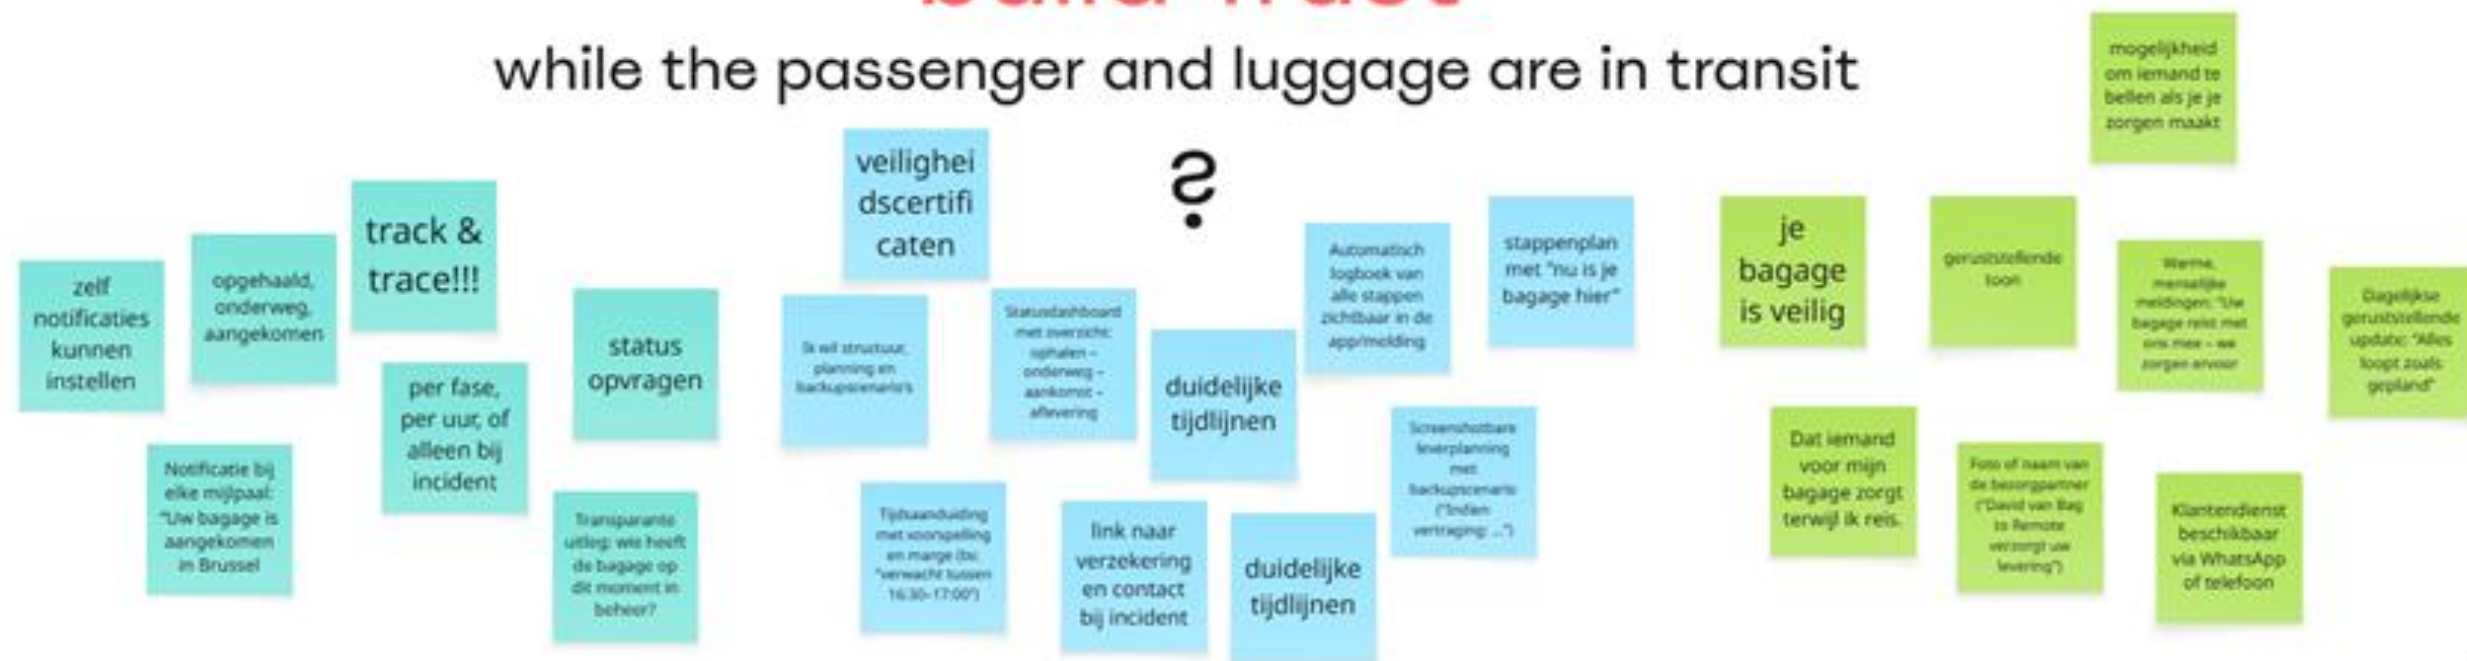 build trust
while the passenger and luggage are in transit
?
zelf
notificaties
kunnen
instellen
opgehaald,
onderweg,
aangekomen
track &
trace!!!
Notificatie bij
elke mijlpaal:
"Uw bagage is
aangekomen
in Brussel
per fase,
per uur, of
alleen bij
incident
status
opvragen
Transparante
uitleg: wie heeft
de bagage op
dit moment in
beheer?
veilighei
dscertifi
caten
Ik wil structuur,
planning en
backupscenario's
Statusdashboard
met overzicht:
ophalen –
onderweg –
aankomst –
aflevering
duidelijke
tijdlijnen
Automatisch
logboek van
alle stappen
zichtbaar in de
app/melding
stappenplan
met "nu is je
bagage hier"
Tijdsaanduiding
met voorspelling
en marge (bv.
"verwacht tussen
16:30–17:00")
link naar
verzekering
en contact
bij incident
duidelijke
tijdlijnen
Screenshotbare
leverplanning
met
backupscenario
("Indien
vertraging: ...")
je
bagage
is veilig
geruststellende
toon
mogelijkheid
om iemand te
bellen als je je
zorgen maakt
Warme,
menselijke
meldingen: "Uw
bagage reist met
ons mee – we
zorgen ervoor
Dagelijkse
geruststellende
update: "Alles
loopt zoals
gepland"
Dat iemand
voor mijn
bagage zorgt
terwijl ik reis.
Foto of naam van
de bezorgpartner
("David van Bag
to Remote
verzorgt uw
levering")
Klantendienst
beschikbaar
via WhatsApp
of telefoon